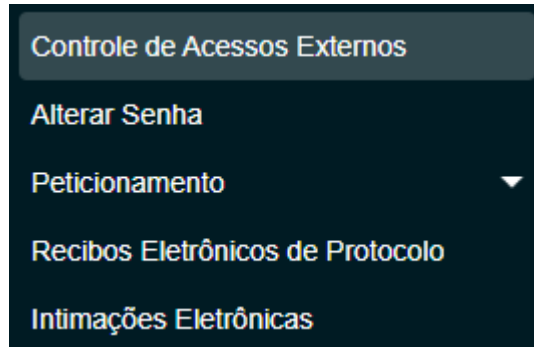 Controle de Acessos Externos
Alterar Senha
Peticionamento
Recibos Eletrônicos de Protocolo
Intimações Eletrônicas